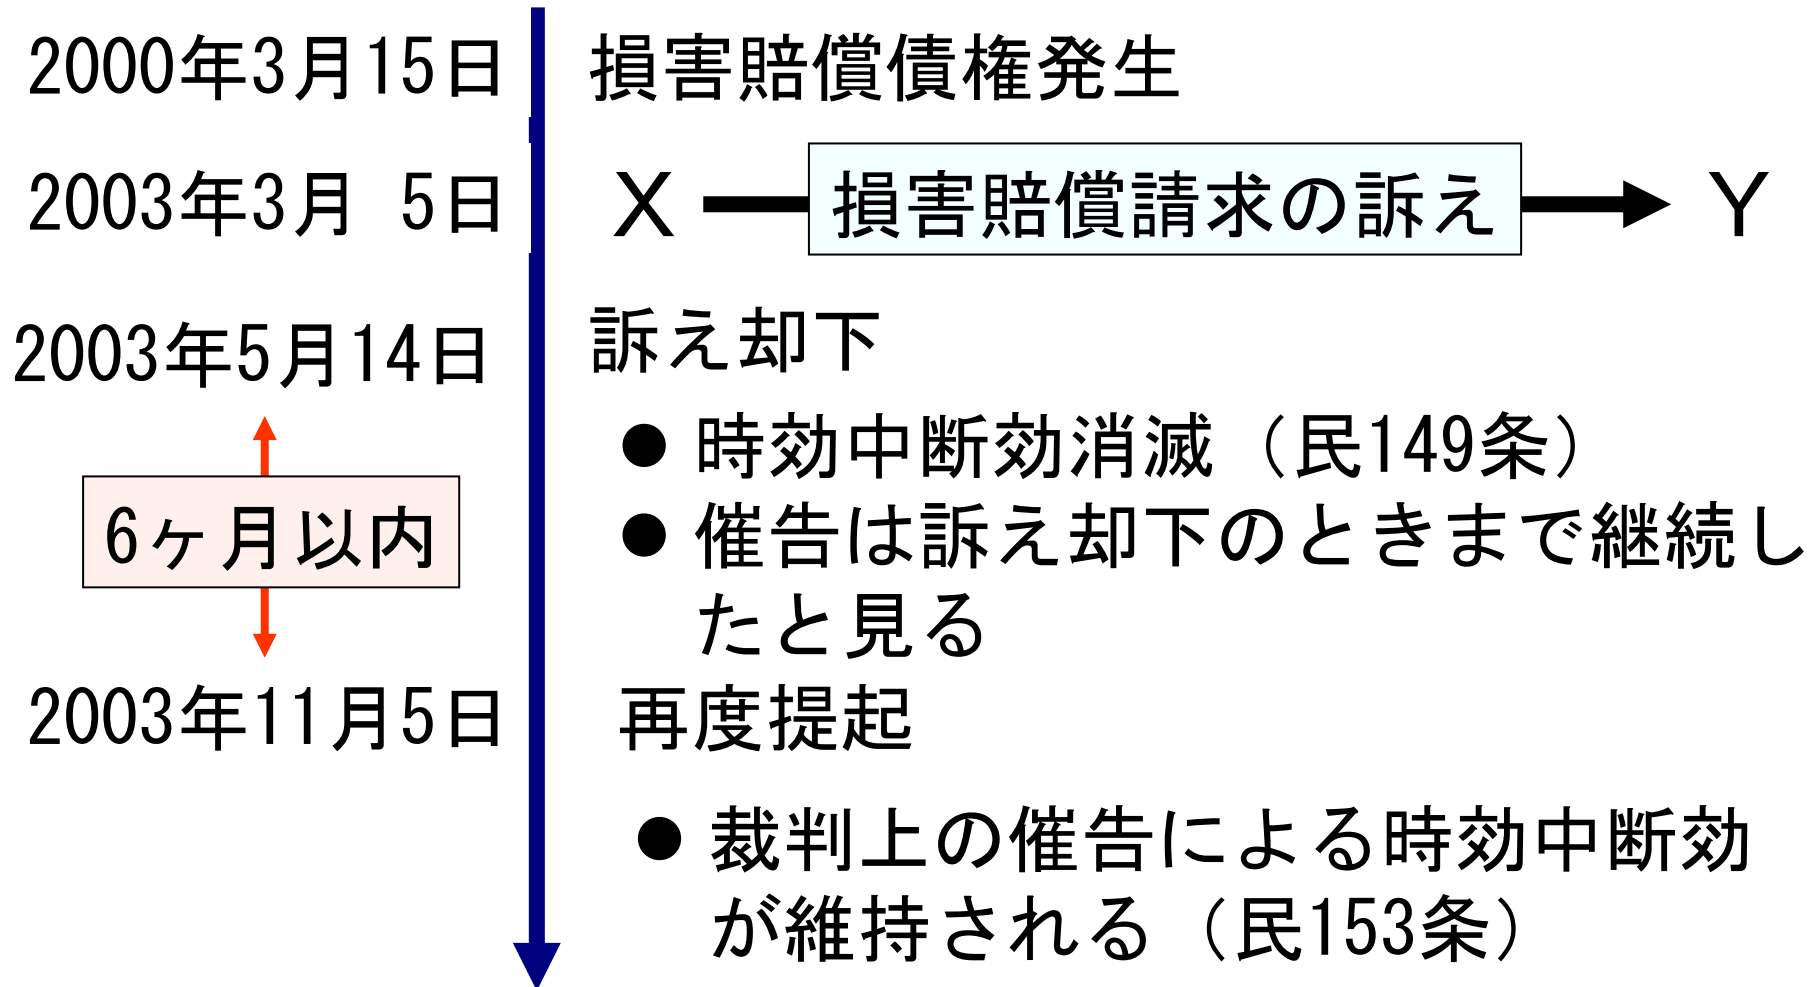 2000年3月15日 損害賠償債権発生
2003年3月 5日 X 損害賠償請求の訴え Y
2003年5月14日 訴え却下
● 時効中断効消滅（民149条）
6ヶ月以内
● 催告は訴え却下のときまで継続し
たと見る
2003年11月5日 再度提起
● 裁判上の催告による時効中断効
が維持される（民153条）